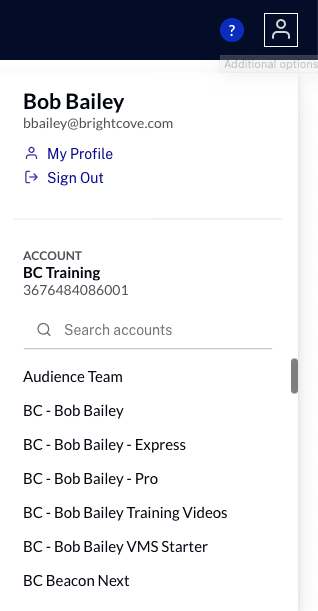 ?
Additional options
Bob Bailey
bbailey@brightcove.com
My Profile
Sign Out
ACCOUNT
BC Training
3676484086001
Search accounts
Audience Team
BC - Bob Bailey
BC - Bob Bailey - Express
BC - Bob Bailey - Pro
BC - Bob Bailey Training Videos
BC - Bob Bailey VMS Starter
BC Beacon Next